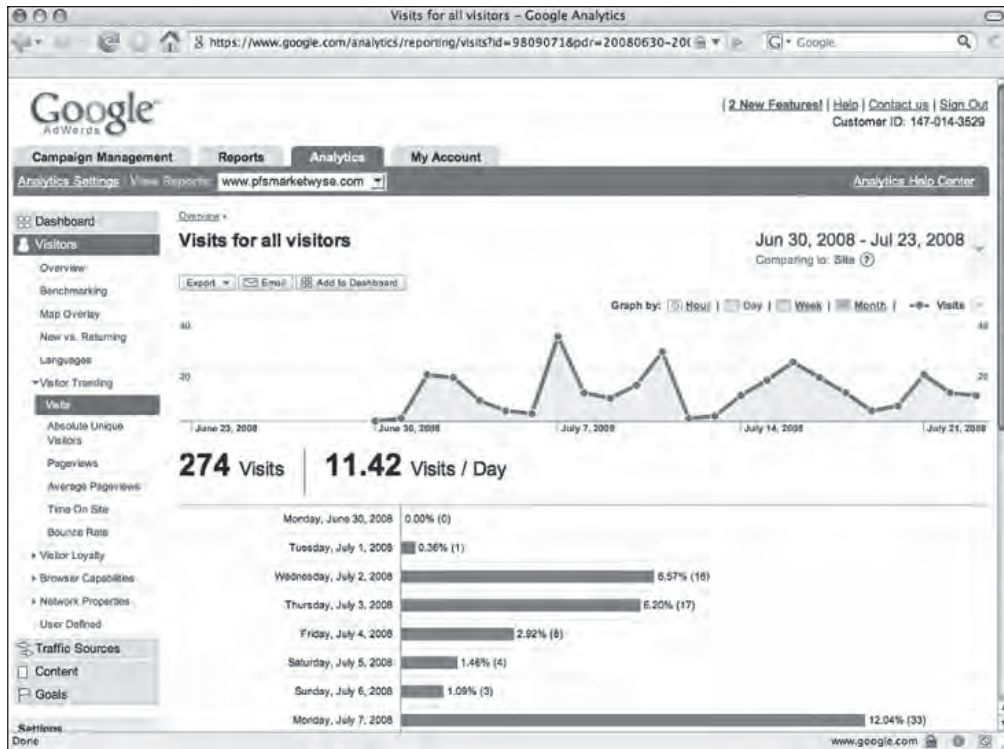 Visits for all visitors – Google Analytics
https://www.google.com/analytics/reporting/visits?id=9809071&pdr=20080630-200
Google
Google
AdWords
| 2 New Features! | Help | Contact us | Sign Out
Customer ID: 147-014-3529
Campaign Management Reports Analytics My Account
Analytics Settings | View Reports: www.pfsmarketwyse.com Analytics Help Center
Dashboard
Visitors
Overview
Benchmarking
Map Overlay
New vs. Returning
Languages
Visitor Trending
Visits
Absolute Unique
Visitors
Pageviews
Average Pageviews
Time On Site
Bounce Rate
Visitor Loyalty
Browser Capabilities
Network Properties
User Defined
Traffic Sources
Content
Goals
Settings
Overview
Visits for all visitors
Jun 30, 2008 - Jul 23, 2008
Comparing to: Site ?
Export Email Add to Dashboard
Graph by: Hour | Day | Week | Month | Visits
40 40
20 20
June 23, 2008 June 30, 2008 July 7, 2008 July 14, 2008 July 21, 2008
274 Visits 11.42 Visits / Day
Monday, June 30, 2008 0.00% (0)
Tuesday, July 1, 2008 0.36% (1)
Wednesday, July 2, 2008 6.57% (18)
Thursday, July 3, 2008 6.20% (17)
Friday, July 4, 2008 2.92% (8)
Saturday, July 5, 2008 1.46% (4)
Sunday, July 6, 2008 1.09% (3)
Monday, July 7, 2008 12.04% (33)
Done www.google.com